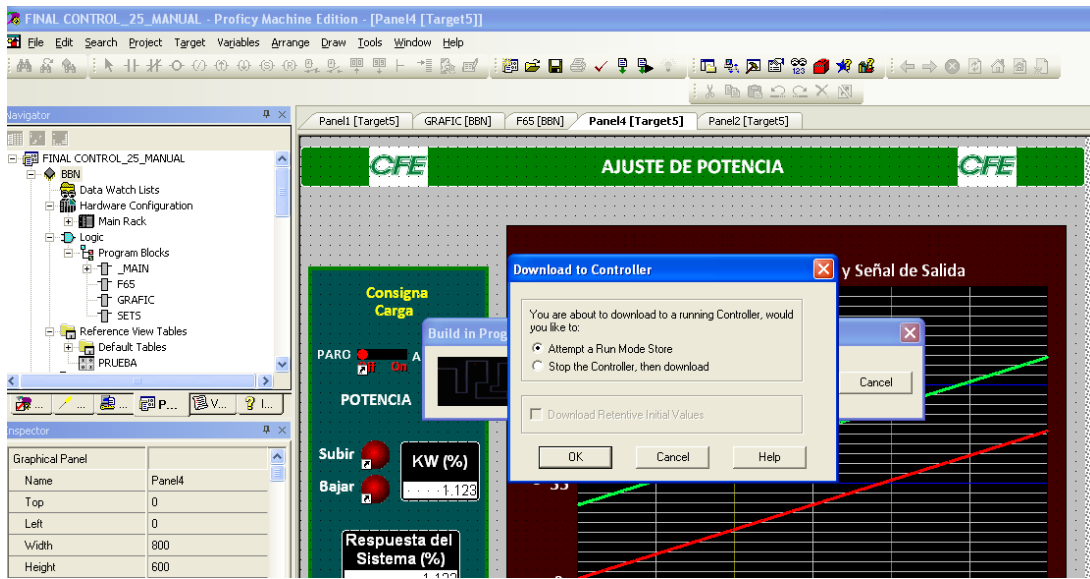 FINAL CONTROL_25_MANUAL - Proficy Machine Edition - [Panel4 [Target5]]
File Edit Search Project Target Variables Arrange Draw Tools Window Help
Navigator
Panel1 [Target5] GRAFIC [BBN] F65 [BBN] Panel4 [Target5] Panel2 [Target5]
FINAL CONTROL_25_MANUAL
BBN
Data Watch Lists
Hardware Configuration
Main Rack
Logic
Program Blocks
_MAIN
F65
GRAFIC
SETS
Reference View Tables
Default Tables
PRUEBA
P... V... I...
Inspector
Graphical Panel
Name Panel4
Top 0
Left 0
Width 800
Height 600
CFE AJUSTE DE POTENCIA CFE
Consigna
Carga
PARO A
Off On
POTENCIA
Subir
Bajar
KW (%)
1.123
Respuesta del
Sistema (%)
1.123
y Señal de Salida
Build in Prog
Cancel
Download to Controller
You are about to download to a running Controller, would
you like to:
Attempt a Run Mode Store
Stop the Controller, then download
Download Retentive Initial Values
OK Cancel Help